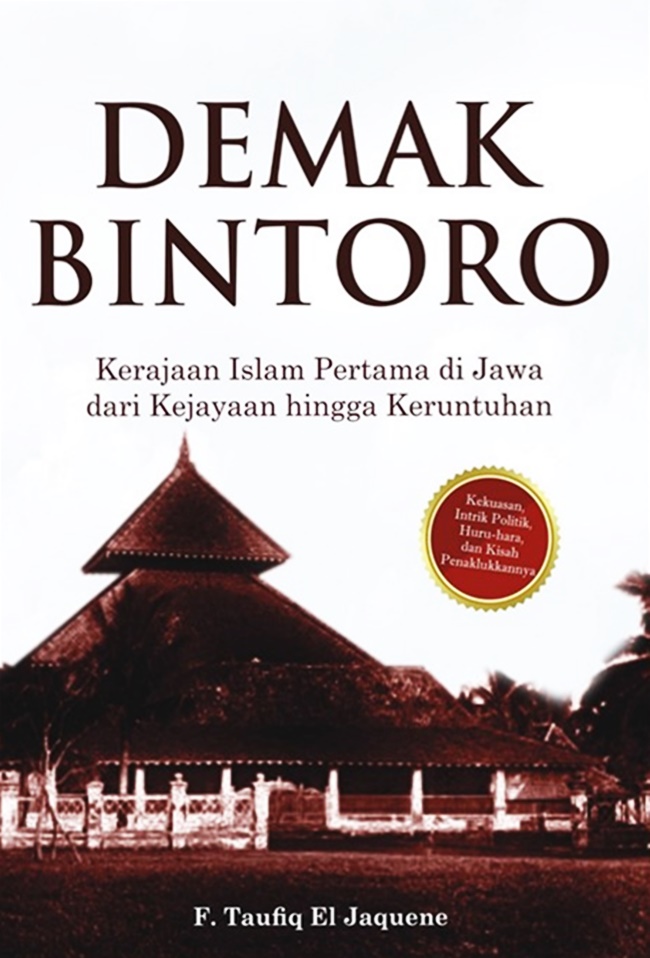 DEMAK
BINTORO
Kerajaan Islam Pertama di Jawa
dari Kejayaan hingga Keruntuhan
Kekuasan,
Intrik Politik,
Huru-hara,
dan Kisah
Penaklukkannya
F. Taufiq El Jaquene